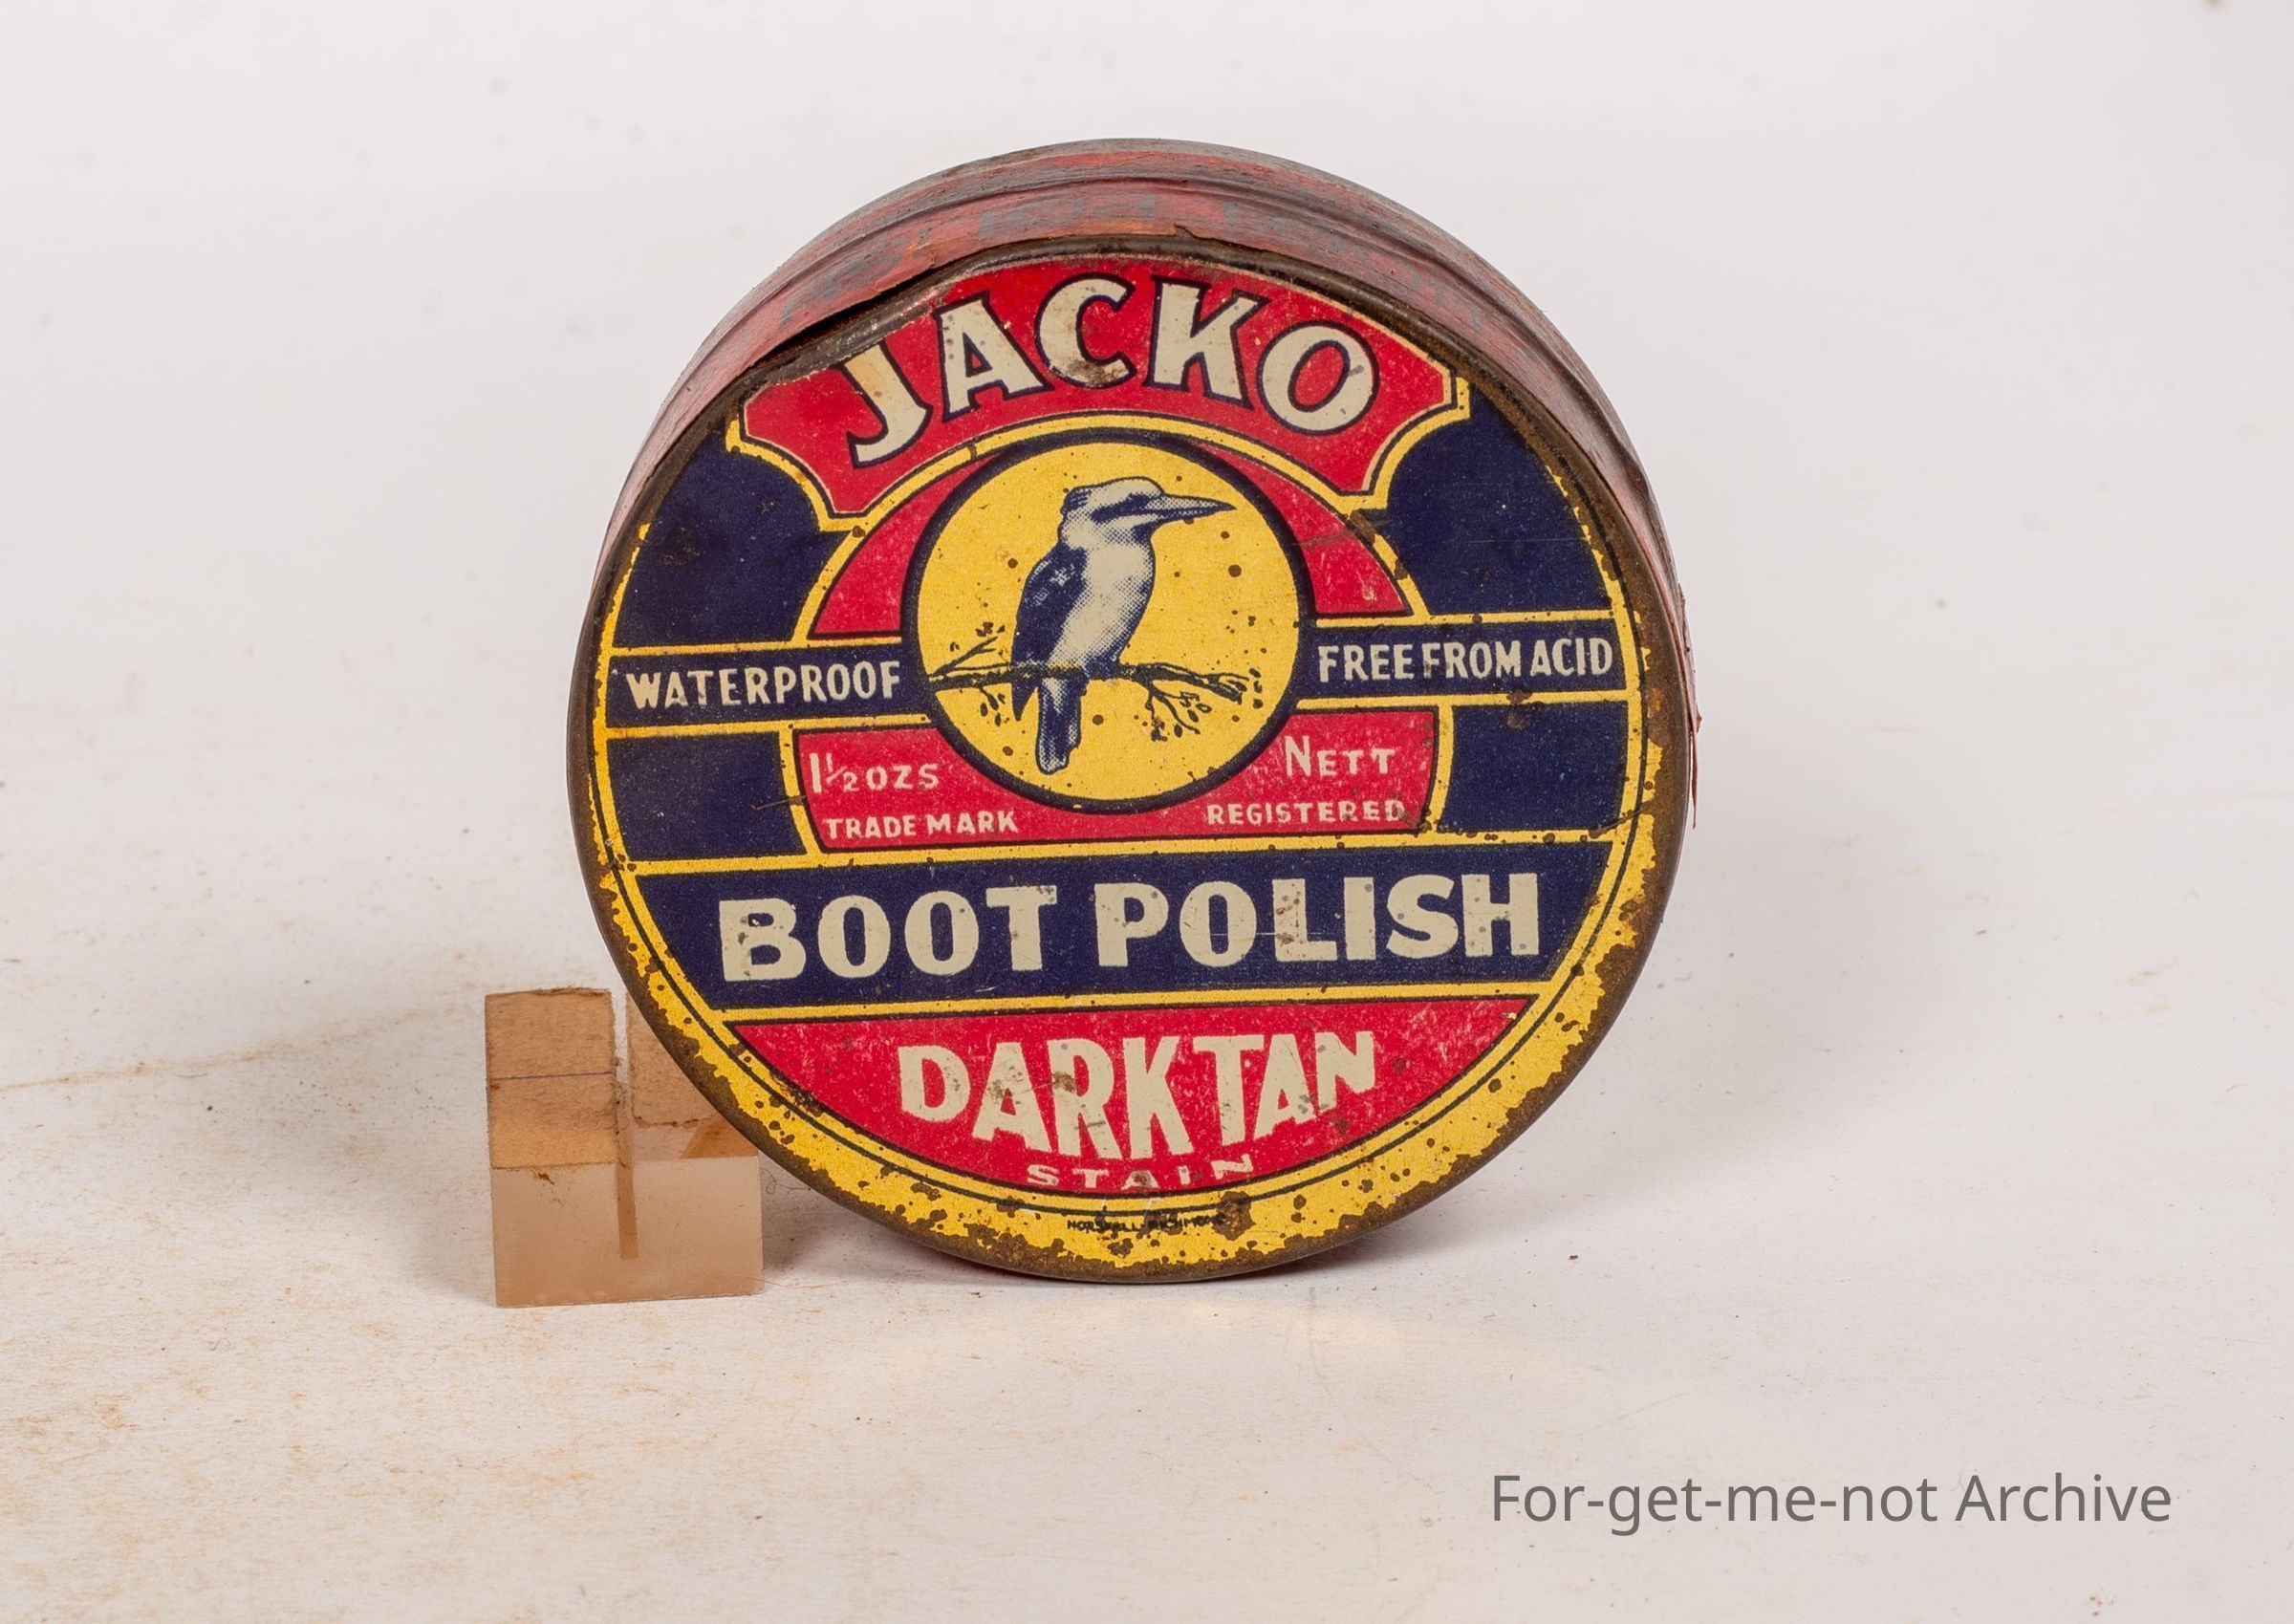 JACKO
WATERPROOF
FREE FROM ACID
1½ OZS
NETT
TRADE MARK
REGISTERED
BOOT POLISH
DARK TAN
STAIN
For-get-me-not Archive